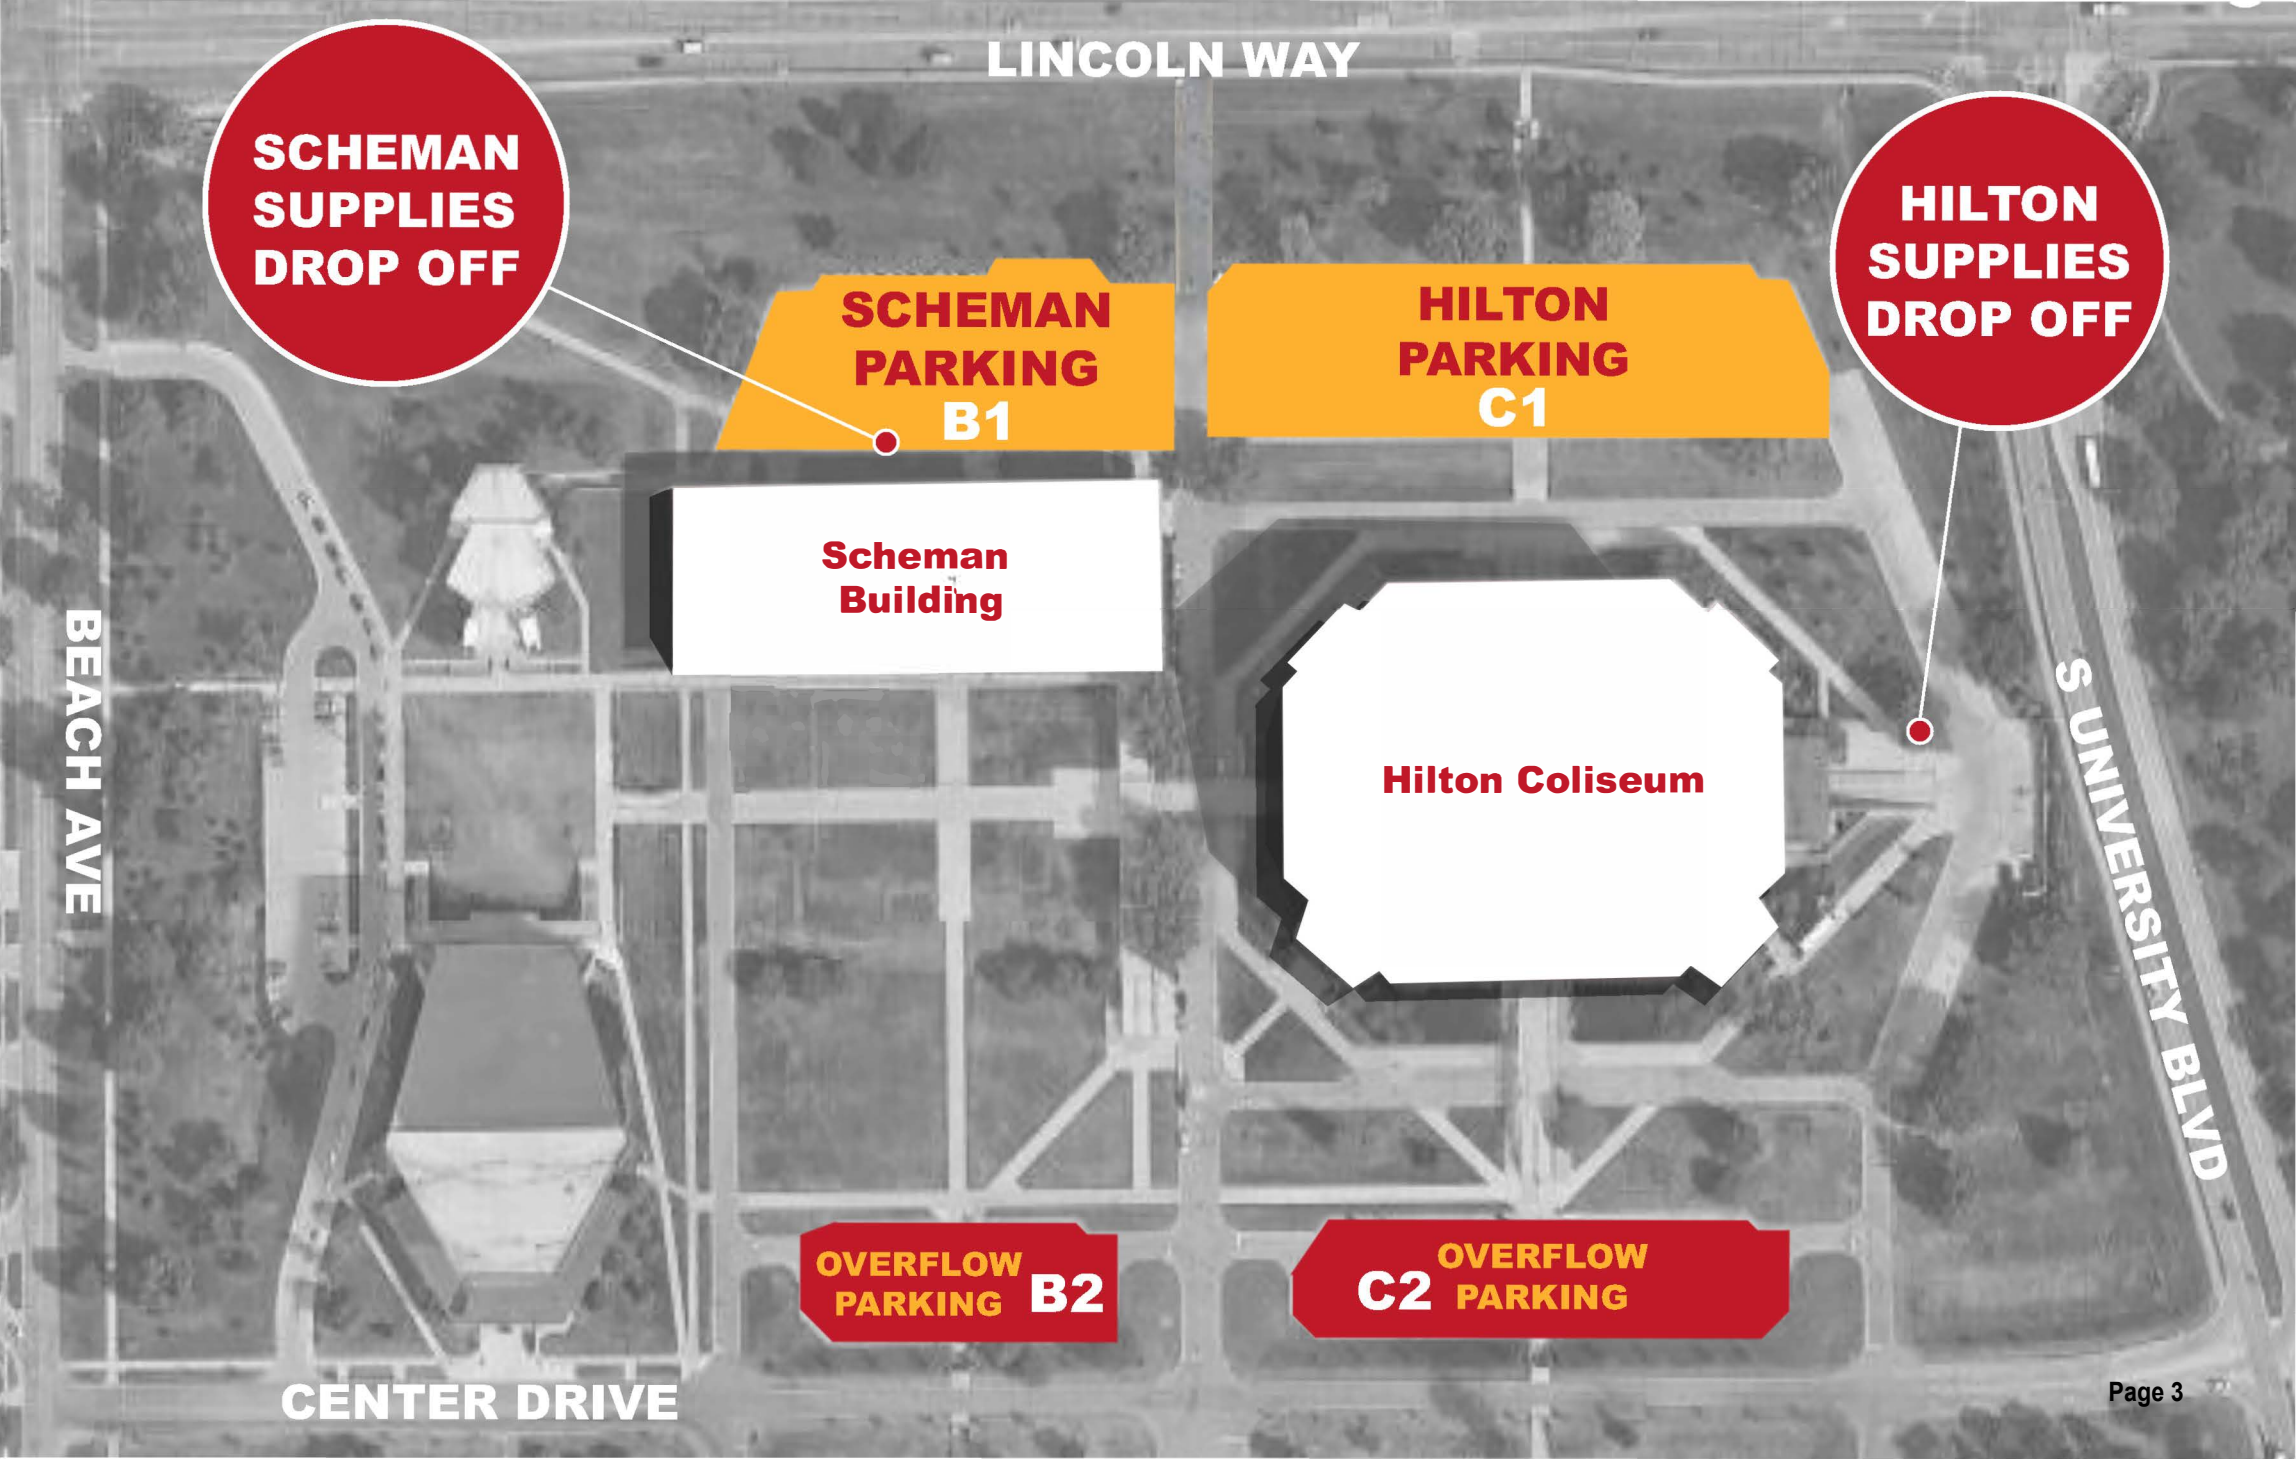 LINCOLN WAY
SCHEMAN
SUPPLIES
DROP OFF
HILTON
SUPPLIES
DROP OFF
SCHEMAN
PARKING
B1
HILTON
PARKING
C1
Scheman
Building
Hilton Coliseum
BEACH AVE
S UNIVERSITY BLVD
OVERFLOW
PARKING
B2
C2
OVERFLOW
PARKING
CENTER DRIVE
Page 3